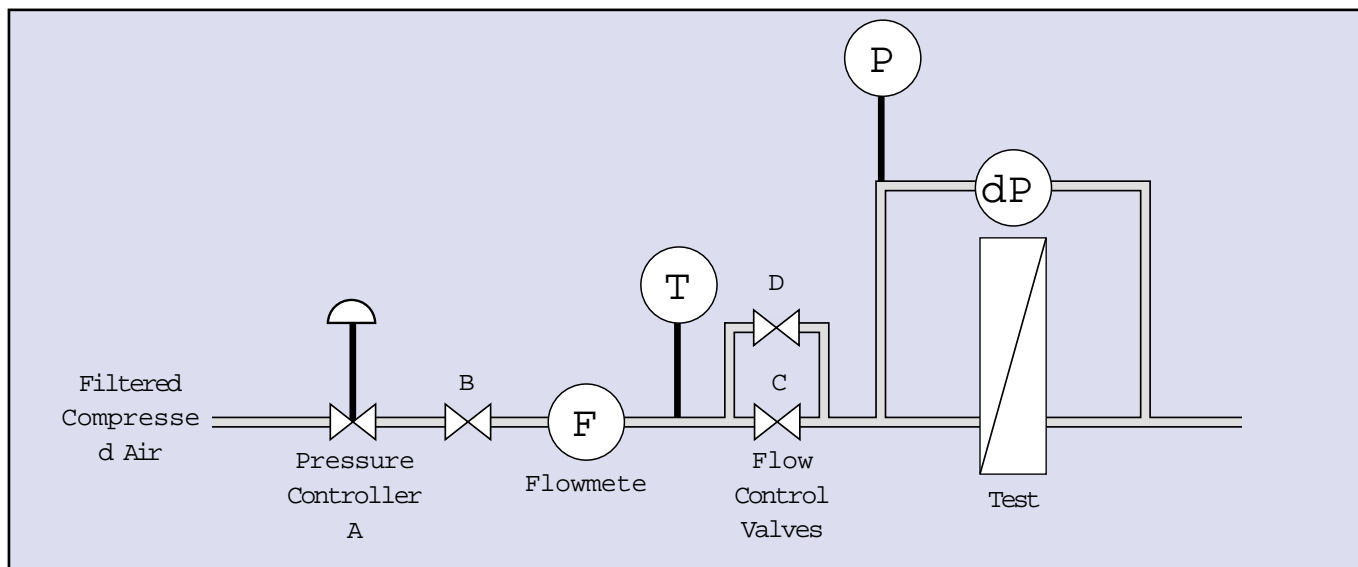 P
dP
T
D
B
C
F
Filtered
Compresse
d Air
Pressure
Controller
A
Flowmete
Flow
Control
Valves
Test